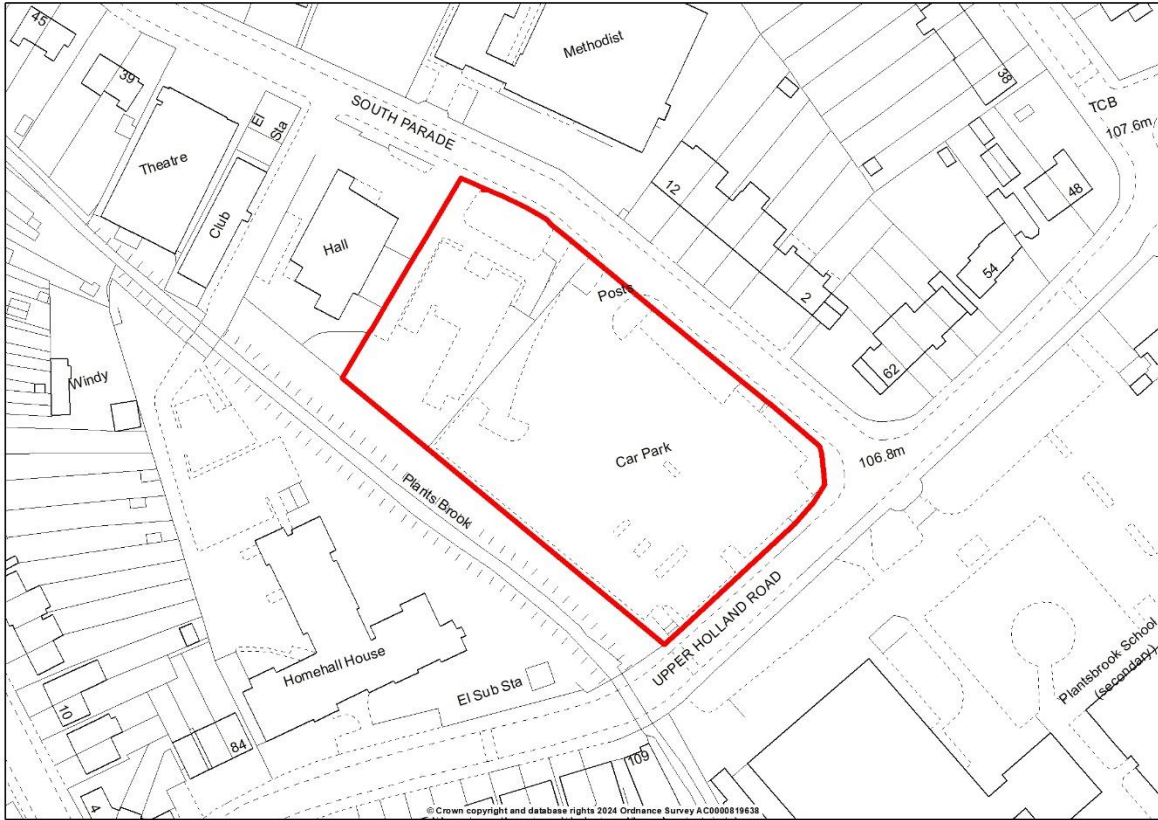 45
39
El
Sta
Theatre
Club
Hall
SOUTH PARADE
Methodist
12
2
38
TCB
107.6m
48
54
62
Posts
Windy
Car Park
106.8m
Plants Brook
UPPER HOLLAND ROAD
Homehall House
El Sub Sta
Plantsbrook School
(secondary)
10
84
4
109
© Crown copyright and database rights 2024 Ordnance Survey AC0000819638